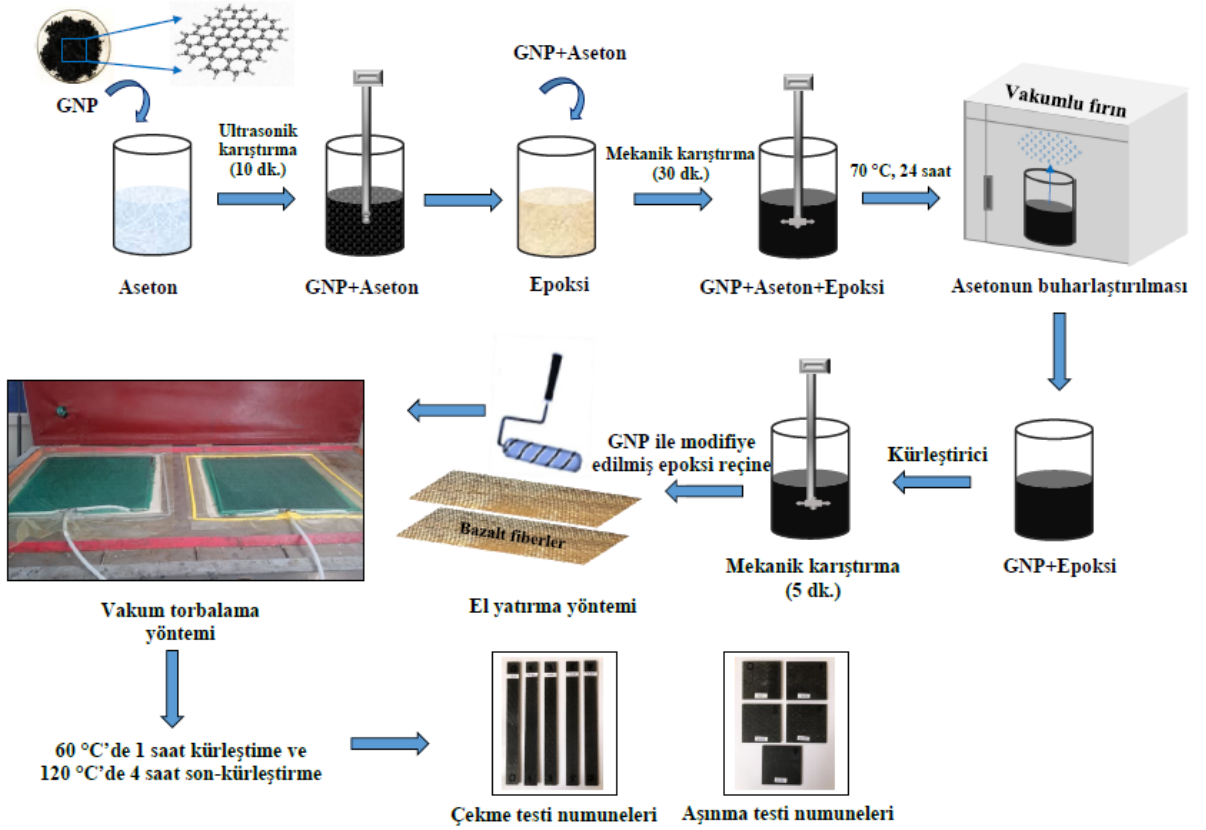 GNP
Aseton
Ultrasonik
karıştırma
(10 dk.)
GNP+Aseton
GNP+Aseton
Epoksi
Mekanik karıştırma
(30 dk.)
GNP+Aseton+Epoksi
70 °C, 24 saat
Vakumlu fırın
Asetonun buharlaştırılması
GNP+Epoksi
Kürleştirici
Mekanik karıştırma
(5 dk.)
GNP ile modifiye
edilmiş epoksi reçine
Bazalt fiberler
El yatırma yöntemi
Vakum torbalama
yöntemi
60 °C’de 1 saat kürleştime ve
120 °C’de 4 saat son-kürleştirme
Çekme testi numuneleri
Aşınma testi numuneleri